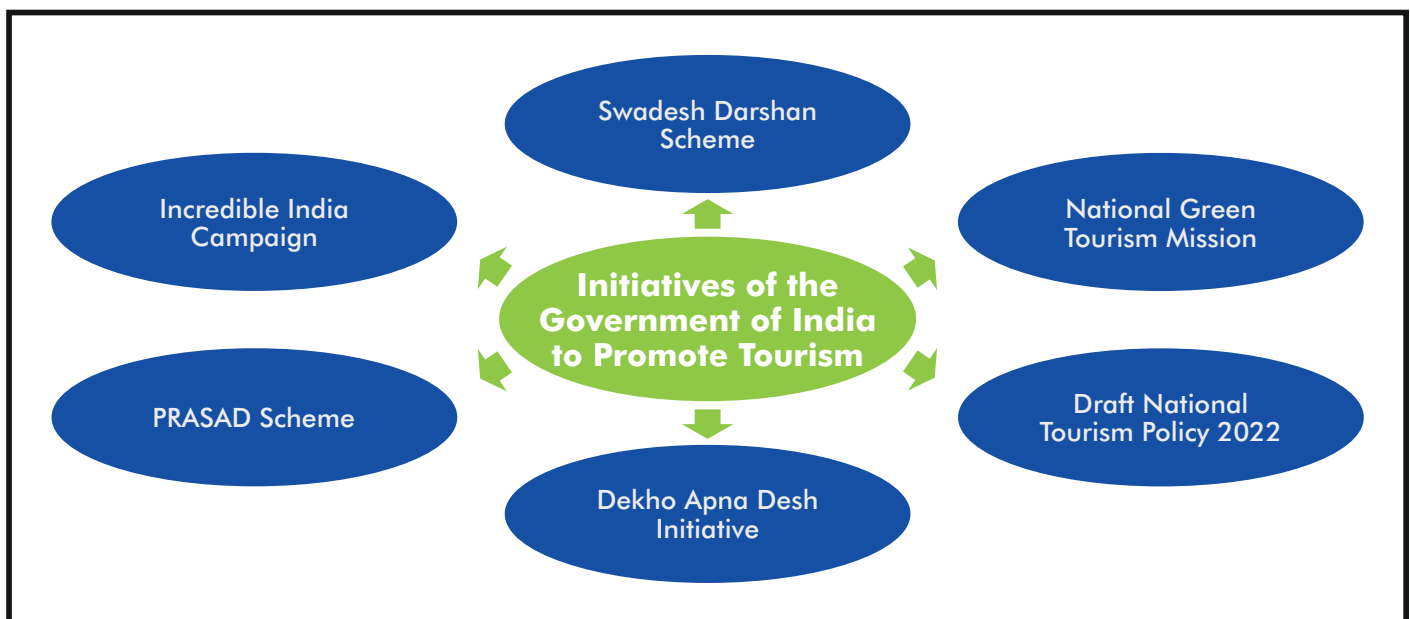 Swadesh Darshan
Scheme
Incredible India
Campaign
National Green
Tourism Mission
Initiatives of the
Government of India
to Promote Tourism
PRASAD Scheme
Draft National
Tourism Policy 2022
Dekho Apna Desh
Initiative